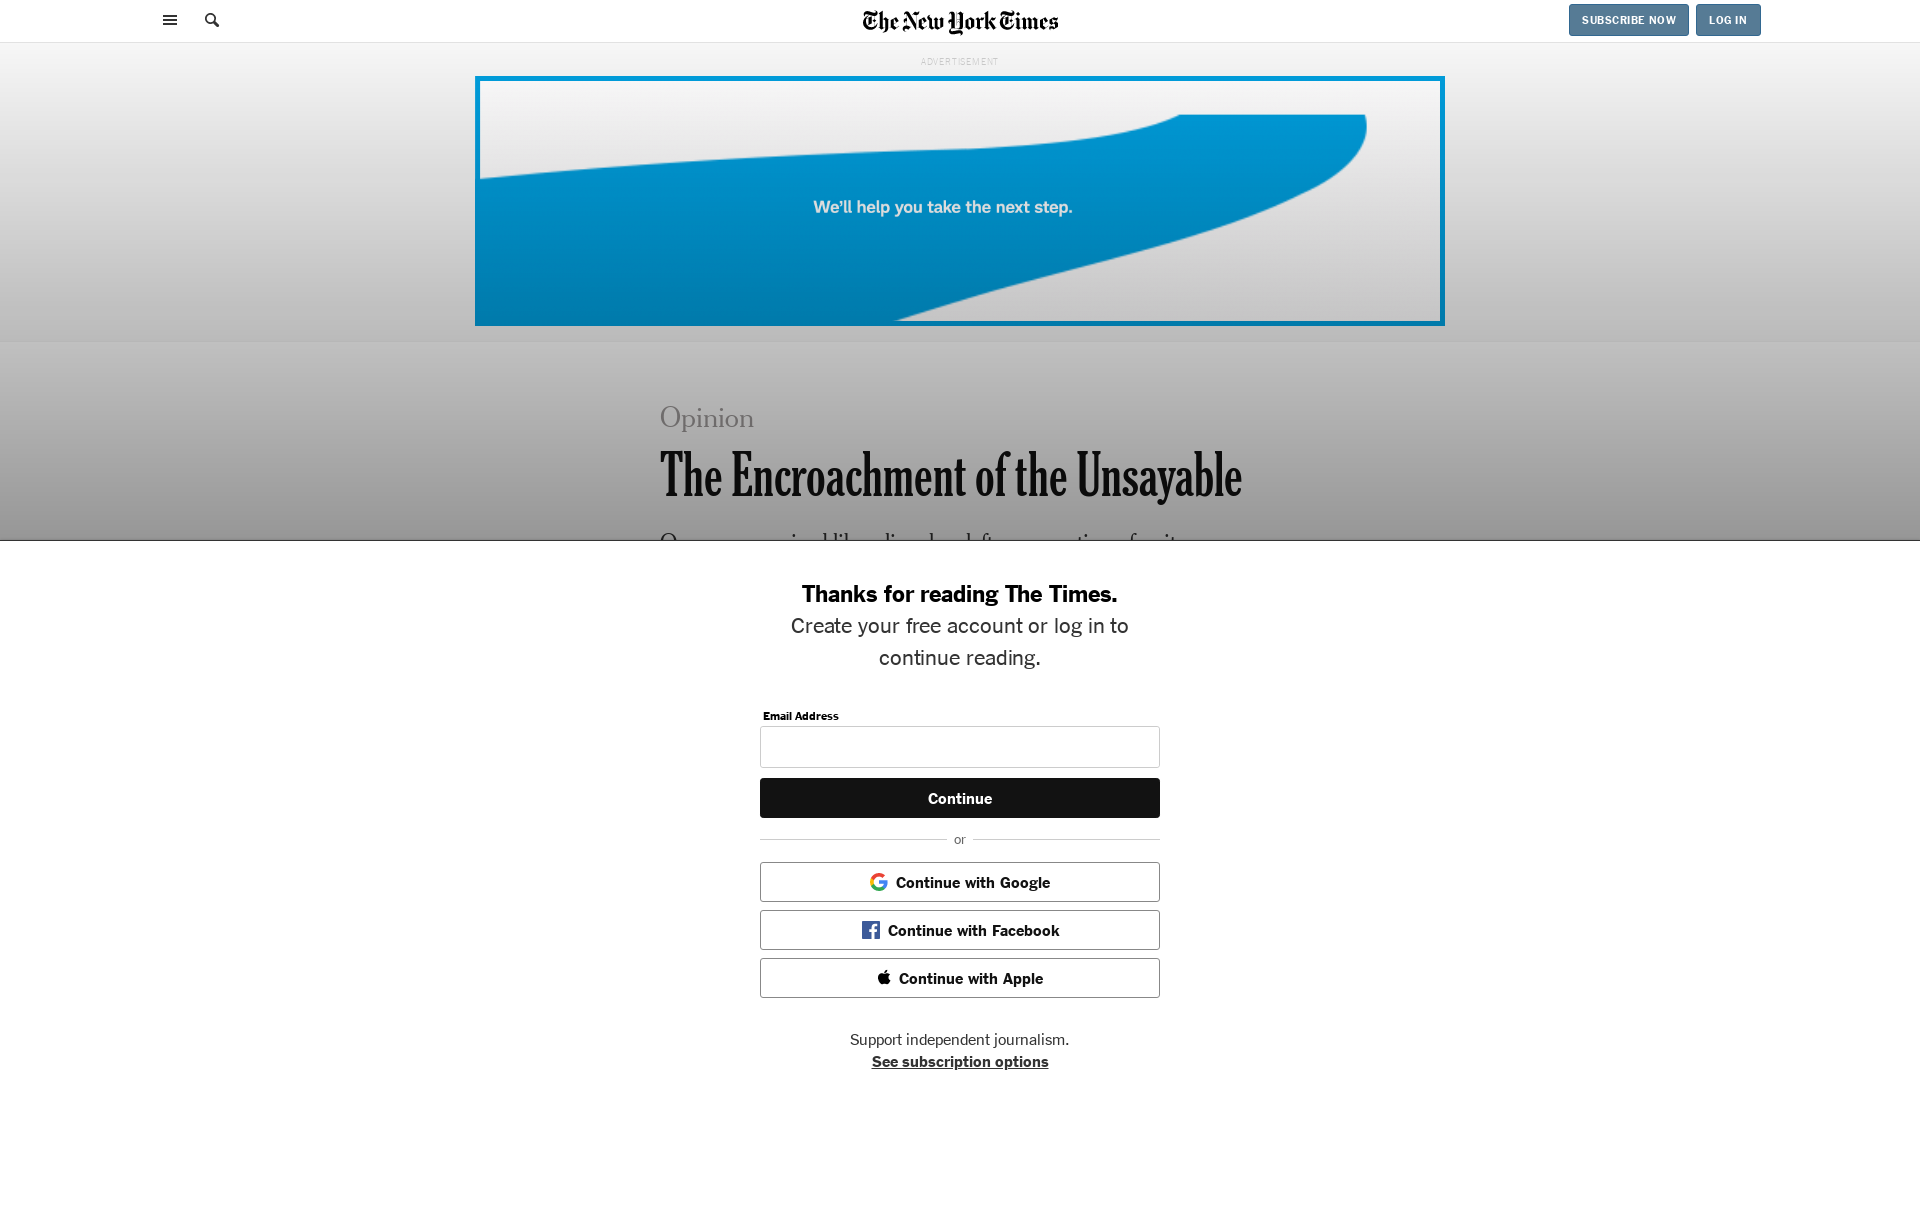 The New York Times
SUBSCRIBE NOW
LOG IN
ADVERTISEMENT
We'll help you take the next step.
Opinion
The Encroachment of the Unsayable
Thanks for reading The Times.
Create your free account or log in to
continue reading.
Email Address
Continue
or
Continue with Google
Continue with Facebook
Continue with Apple
Support independent journalism.
See subscription options